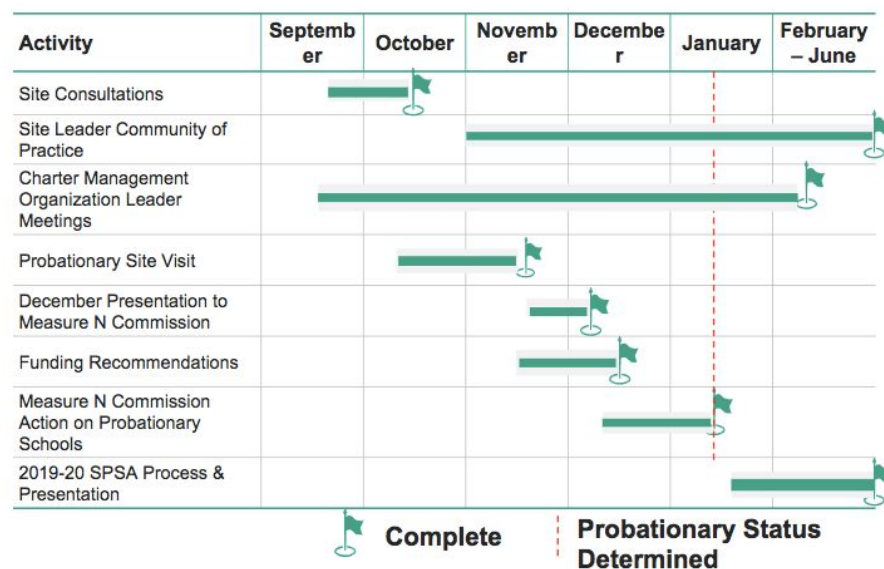 Activity
Septemb
er
October
Novemb
er
Decembe
r
January
February
– June
Site Consultations
Site Leader Community of
Practice
Charter Management
Organization Leader
Meetings
Probationary Site Visit
December Presentation to
Measure N Commission
Funding Recommendations
Measure N Commission
Action on Probationary
Schools
2019-20 SPSA Process &
Presentation
Complete
Probationary Status
Determined